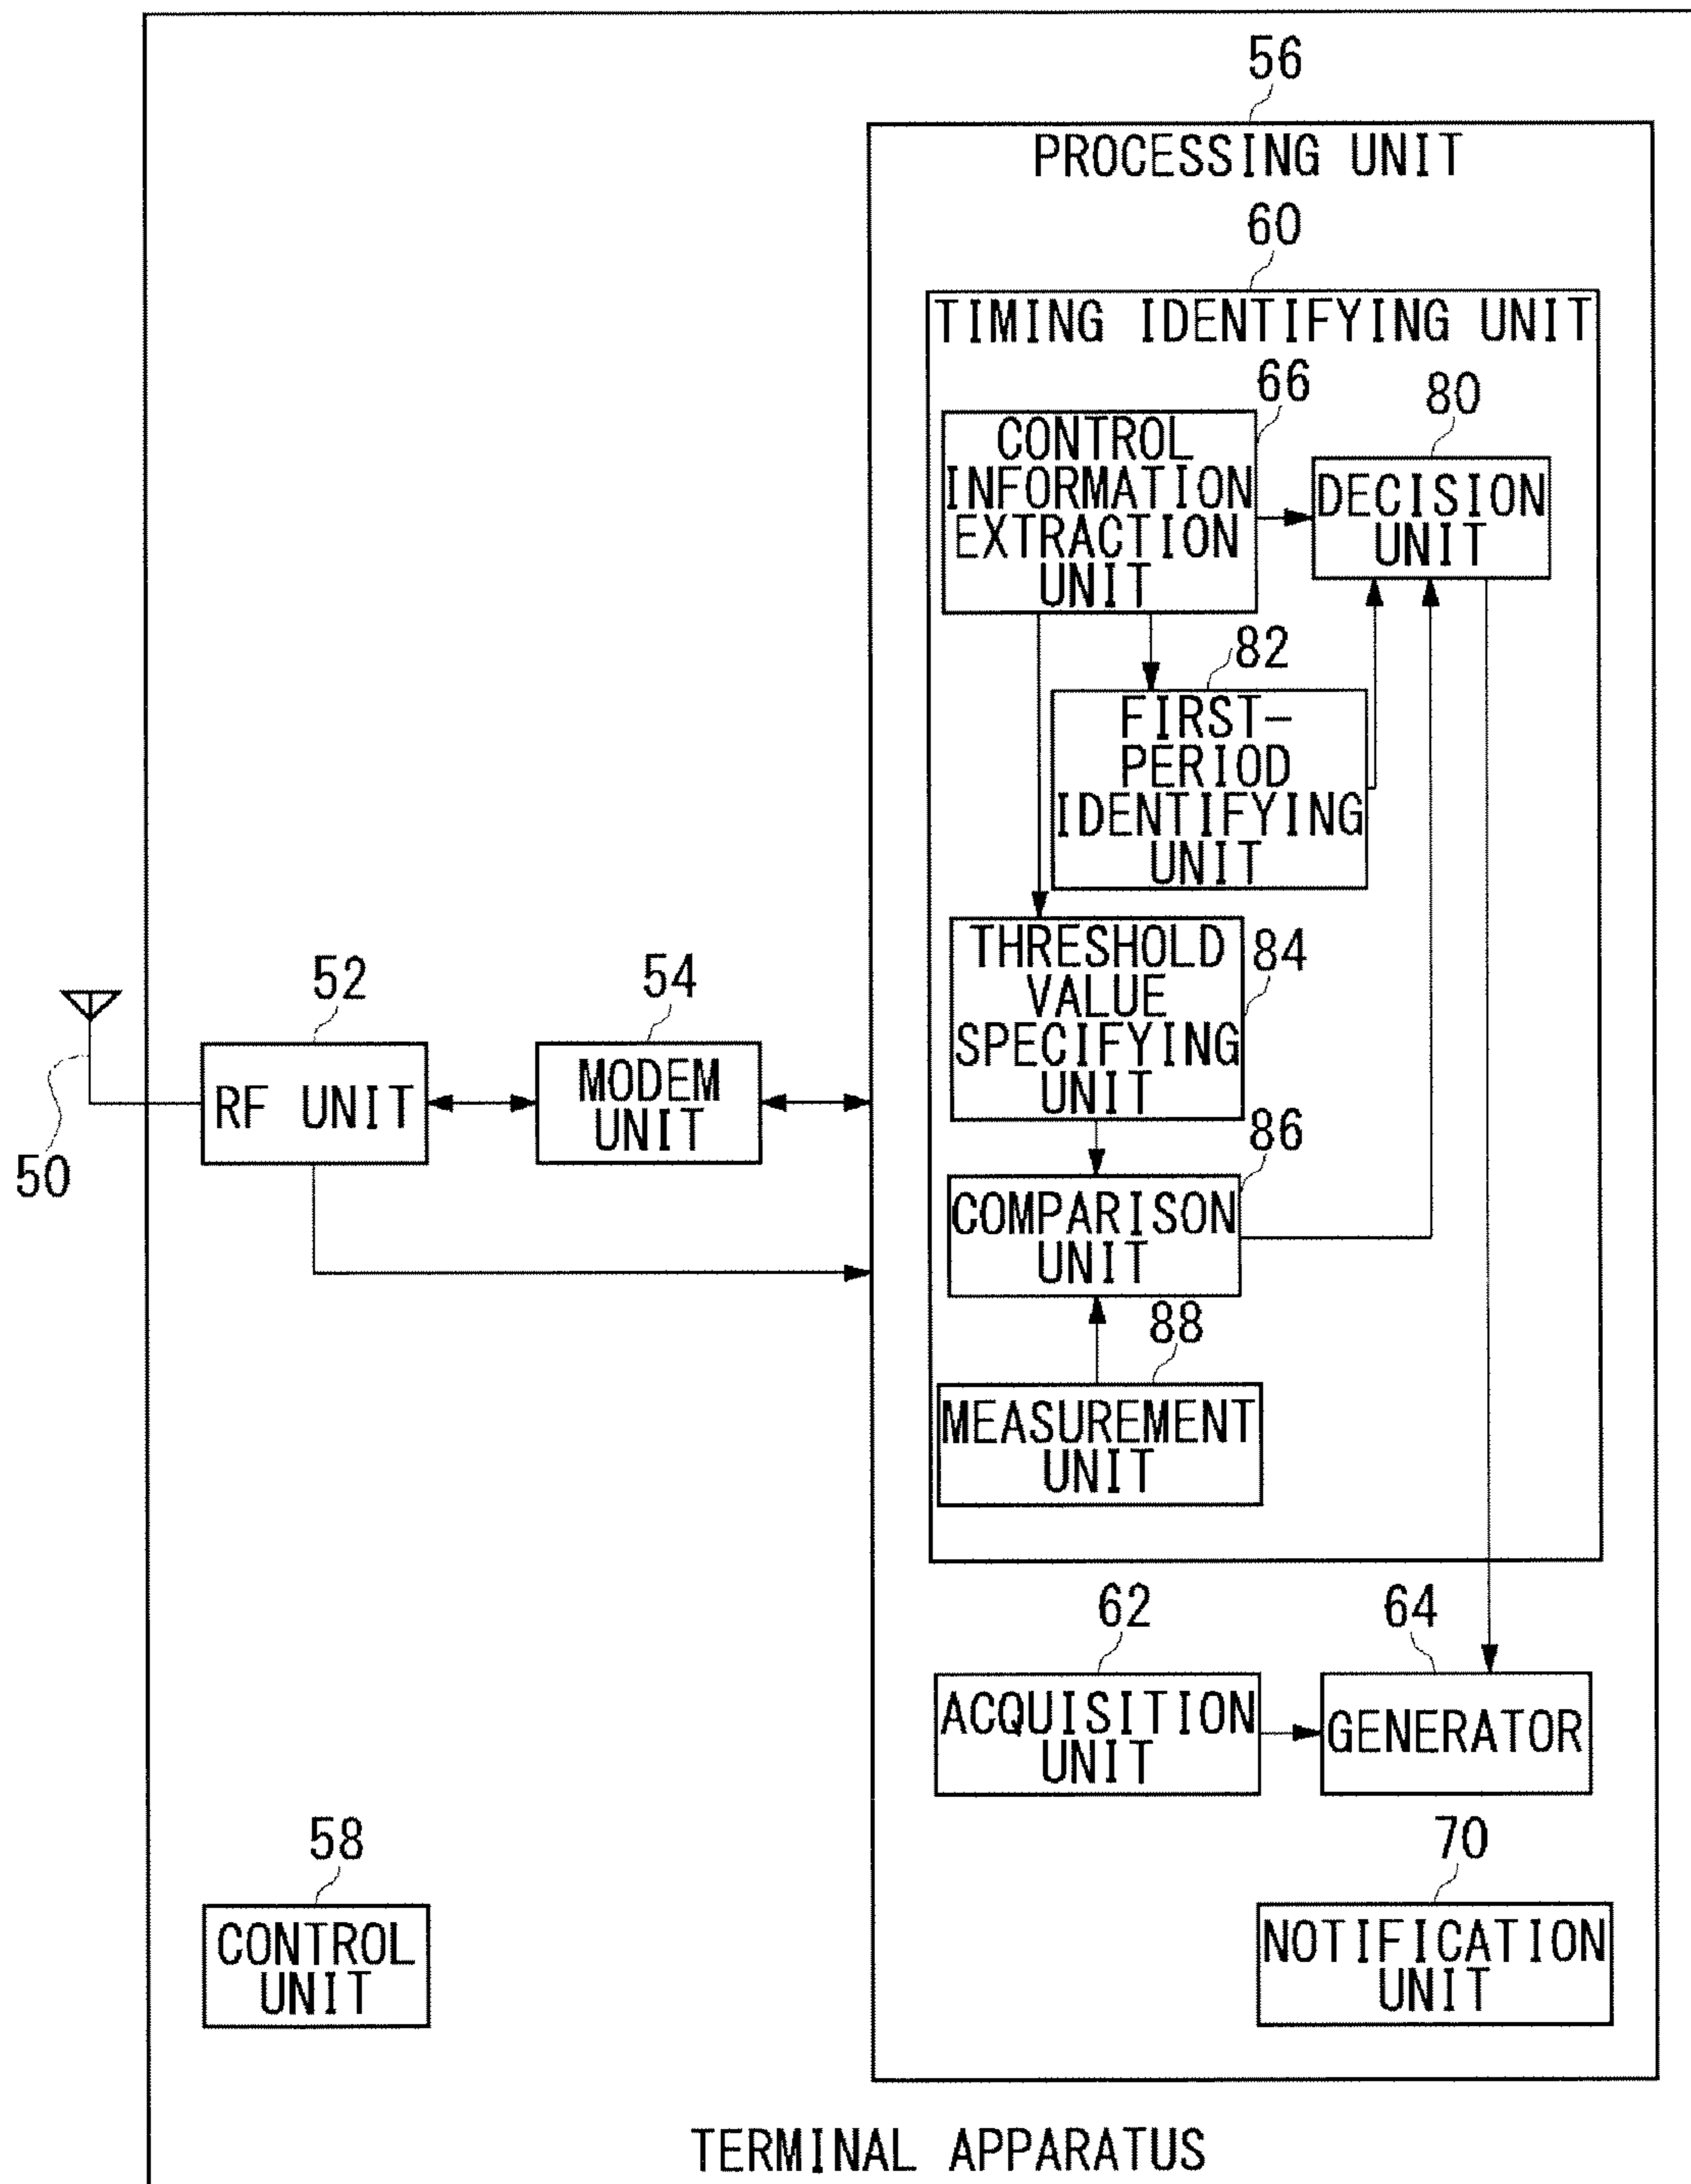 56
PROCESSING UNIT
60
TIMING IDENTIFYING UNIT
66
80
CONTROL
INFORMATION
EXTRACTION
UNIT
DECISION
UNIT
82
FIRST-
PERIOD
IDENTIFYING
UNIT
THRESHOLD
VALUE
SPECIFYING
UNIT
84
52
54
RF UNIT
MODEM
UNIT
50
86
COMPARISON
UNIT
88
MEASUREMENT
UNIT
62
64
ACQUISITION
UNIT
GENERATOR
58
70
CONTROL
UNIT
NOTIFICATION
UNIT
TERMINAL APPARATUS